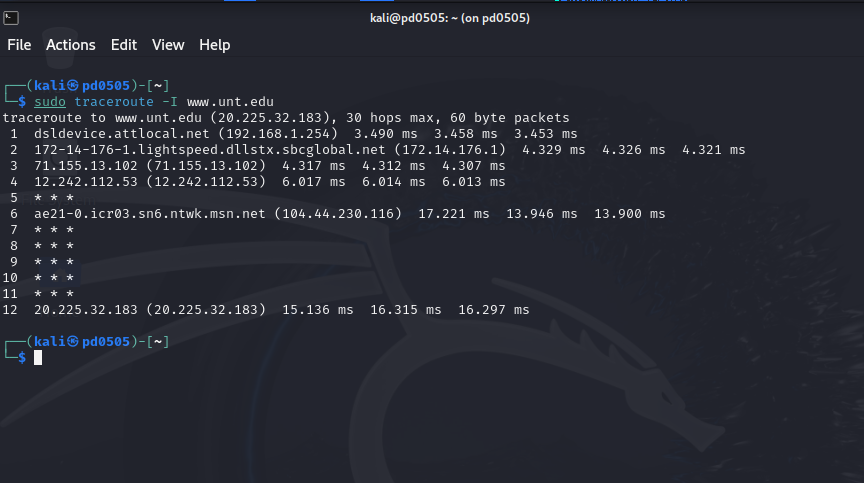 kali@pd0505: ~ (on pd0505)
File Actions Edit View Help
┌──(kali㉿pd0505)-[~]
└─$ sudo traceroute -I www.unt.edu
traceroute to www.unt.edu (20.225.32.183), 30 hops max, 60 byte packets
 1  dsldevice.attlocal.net (192.168.1.254)  3.490 ms  3.458 ms  3.453 ms
 2  172-14-176-1.lightspeed.dllstx.sbcglobal.net (172.14.176.1)  4.329 ms  4.326 ms  4.321 ms
 3  71.155.13.102 (71.155.13.102)  4.317 ms  4.312 ms  4.307 ms
 4  12.242.112.53 (12.242.112.53)  6.017 ms  6.014 ms  6.013 ms
 5  * * *
 6  ae21-0.icr03.sn6.ntwk.msn.net (104.44.230.116)  17.221 ms  13.946 ms  13.900 ms
 7  * * *
 8  * * *
 9  * * *
10  * * *
11  * * *
12  20.225.32.183 (20.225.32.183)  15.136 ms  16.315 ms  16.297 ms
┌──(kali㉿pd0505)-[~]
└─$